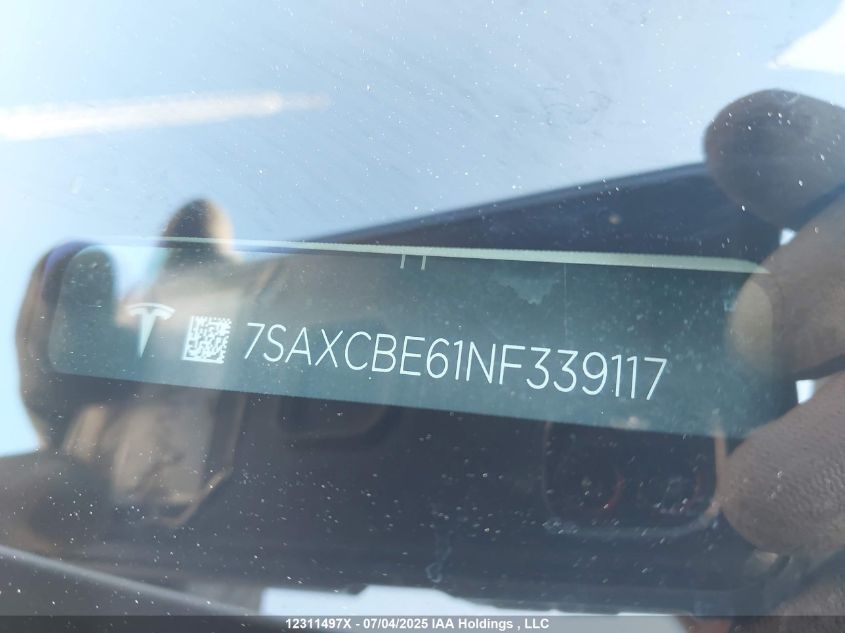 7SAXCBE61NF339117
12311497X - 07/04/2025 IAA Holdings , LLC